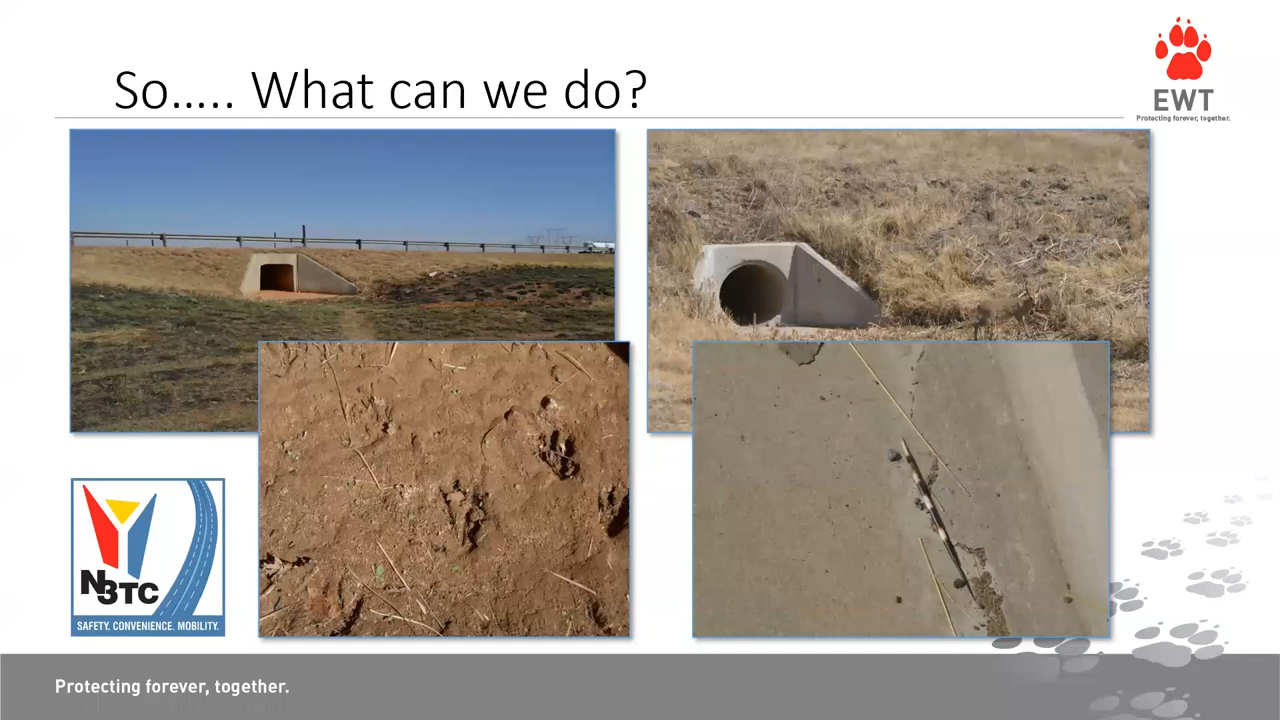 So..... What can we do?
EWT
Protecting forever, together.
N3TC
SAFETY. CONVENIENCE. MOBILITY.
Protecting forever, together.